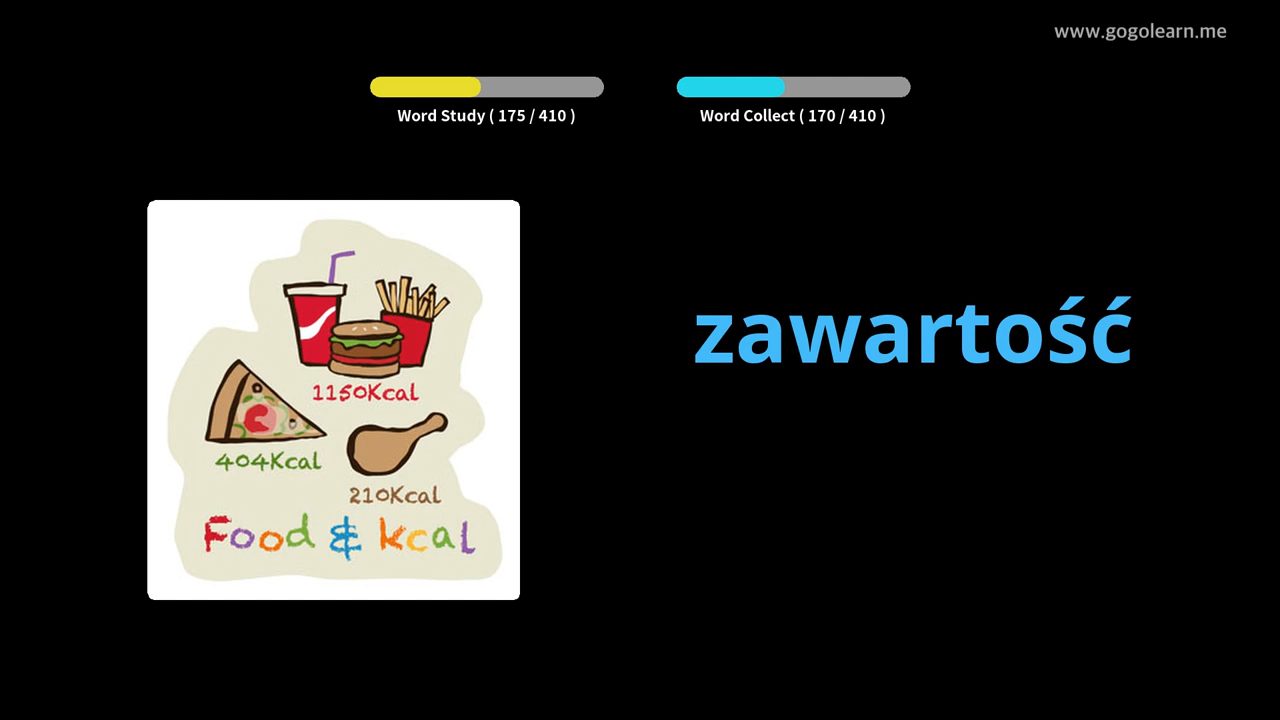 www.gogolearn.me
Word Study ( 175 / 410 )
Word Collect ( 170 / 410 )
1150Kcal
404Kcal
210Kcal
Food & kcal
zawartość